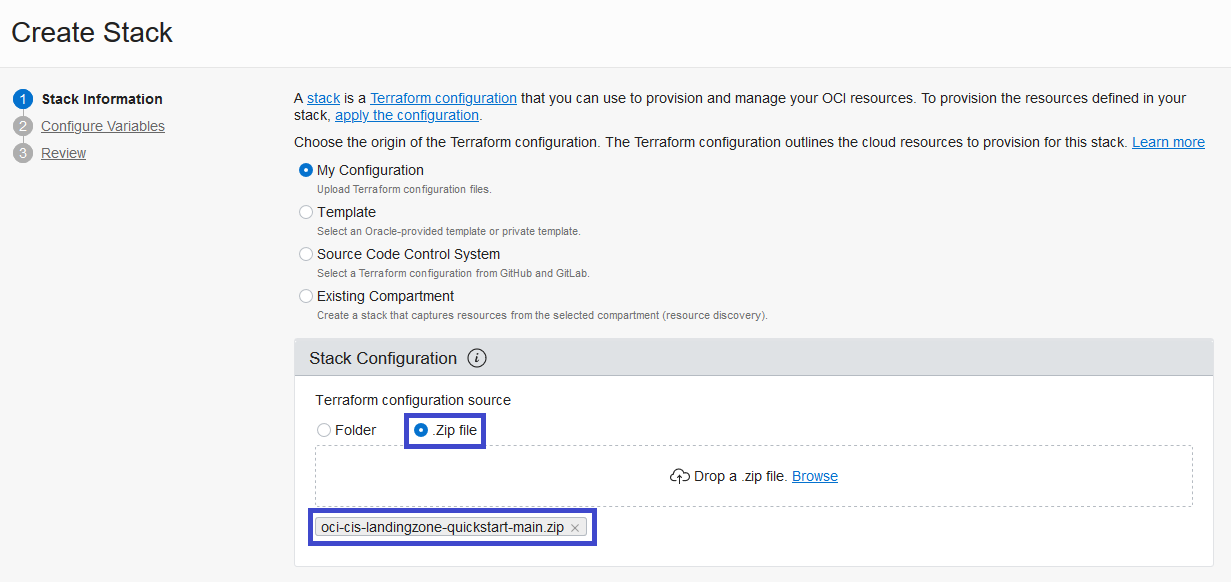 Create Stack
1 Stack Information
2 Configure Variables
3 Review
A stack is a Terraform configuration that you can use to provision and manage your OCI resources. To provision the resources defined in your
stack, apply the configuration.
Choose the origin of the Terraform configuration. The Terraform configuration outlines the cloud resources to provision for this stack. Learn more
My Configuration
Upload Terraform configuration files.
Template
Select an Oracle-provided template or private template.
Source Code Control System
Select a Terraform configuration from GitHub and GitLab.
Existing Compartment
Create a stack that captures resources from the selected compartment (resource discovery).
Stack Configuration i
Terraform configuration source
Folder .Zip file
Drop a .zip file. Browse
oci-cis-landingzone-quickstart-main.zip ×